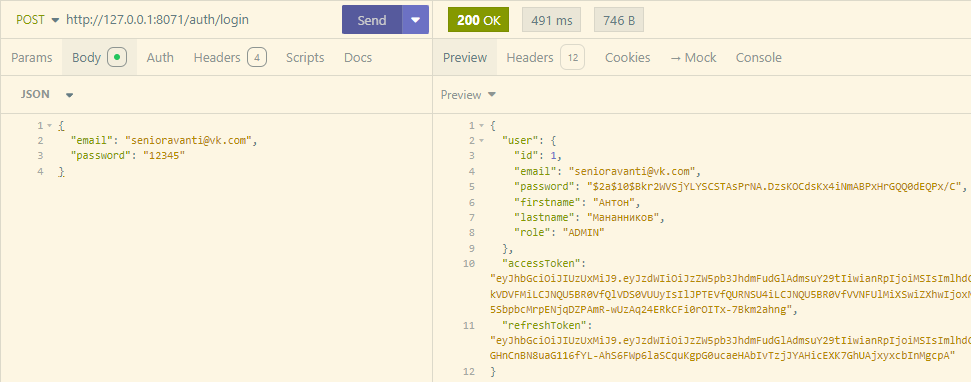 POST http://127.0.0.1:8071/auth/login Send 200 OK 491 ms 746 B
Params Body Auth Headers 4 Scripts Docs Preview Headers 12 Cookies → Mock Console
JSON Preview
1 {
2 "email": "senioravanti@vk.com",
3 "password": "12345"
4 }
1 {
2 "user": {
3 "id": 1,
4 "email": "senioravanti@vk.com",
5 "password": "$2a$10$Bkr2WVSjYLYSCSTAsPrNA.DzsKOCdsKx4iNmABPxHrGQQ0dEQPx/C",
6 "firstname": "Антон",
7 "lastname": "Мананников",
8 "role": "ADMIN"
9 },
10 "accessToken":
"eyJhbGciOiJIUzUxMiJ9.eyJzdWIiOiJzZW5pb3JhdmFudGlAdmsuY29tIiwianRpIjoiMSIsImlhdG
kVDVFMiLCJNQU5BR0VfQlVDS0VUUyIsIlJPTEVfQURNSU4iLCJNQU5BR0VfVVNFUlMiXSwiZXhwIjoxM
5SbpbcMrpENjqDZPAmR-wUzAq24ERkCFi0rOITx-7Bkm2ahng",
11 "refreshToken":
"eyJhbGciOiJIUzUxMiJ9.eyJzdWIiOiJzZW5pb3JhdmFudGlAdmsuY29tIiwianRpIjoiMSIsImlhdG
GHnCnBN8uaG116fYL-AhS6FWp6laSCquKgpG0ucaeHAbIvTzjJYAHicEXK7GhUAjxyxcbInMgcpA"
12 }